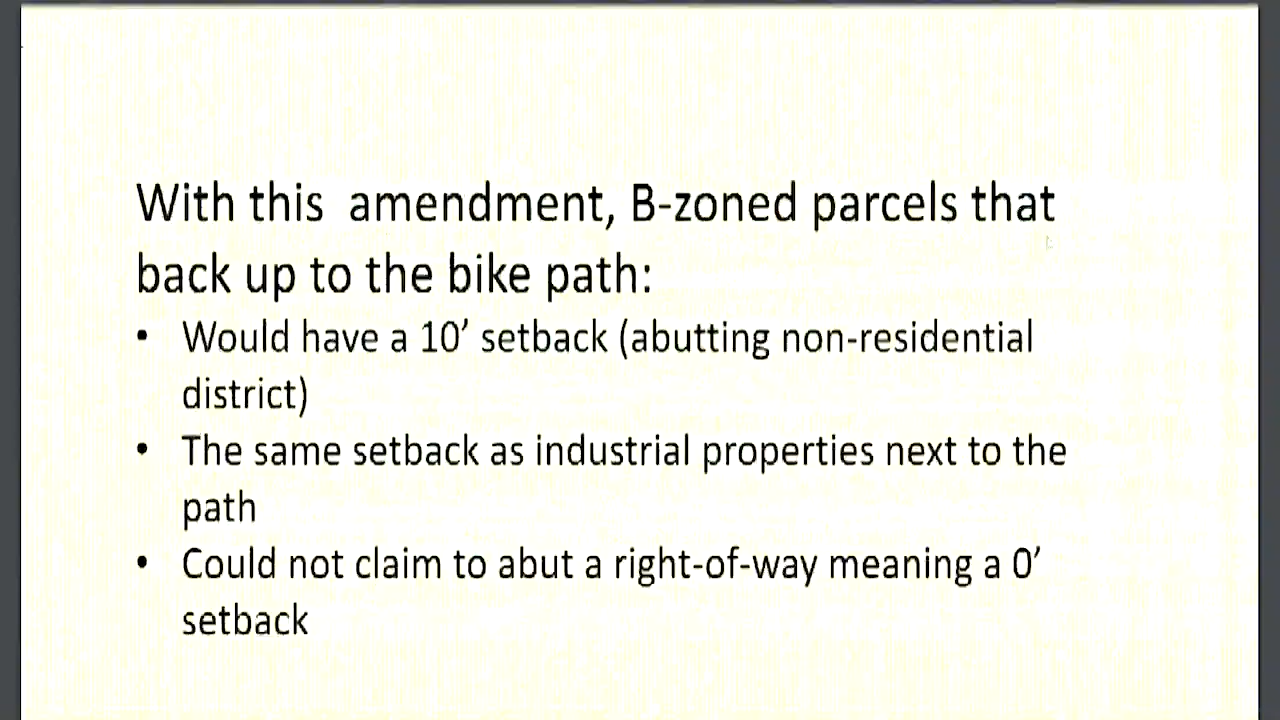 With this  amendment, B-zoned parcels that
back up to the bike path:
• Would have a 10’ setback (abutting non-residential
district)
• The same setback as industrial properties next to the
path
• Could not claim to abut a right-of-way meaning a 0’
setback